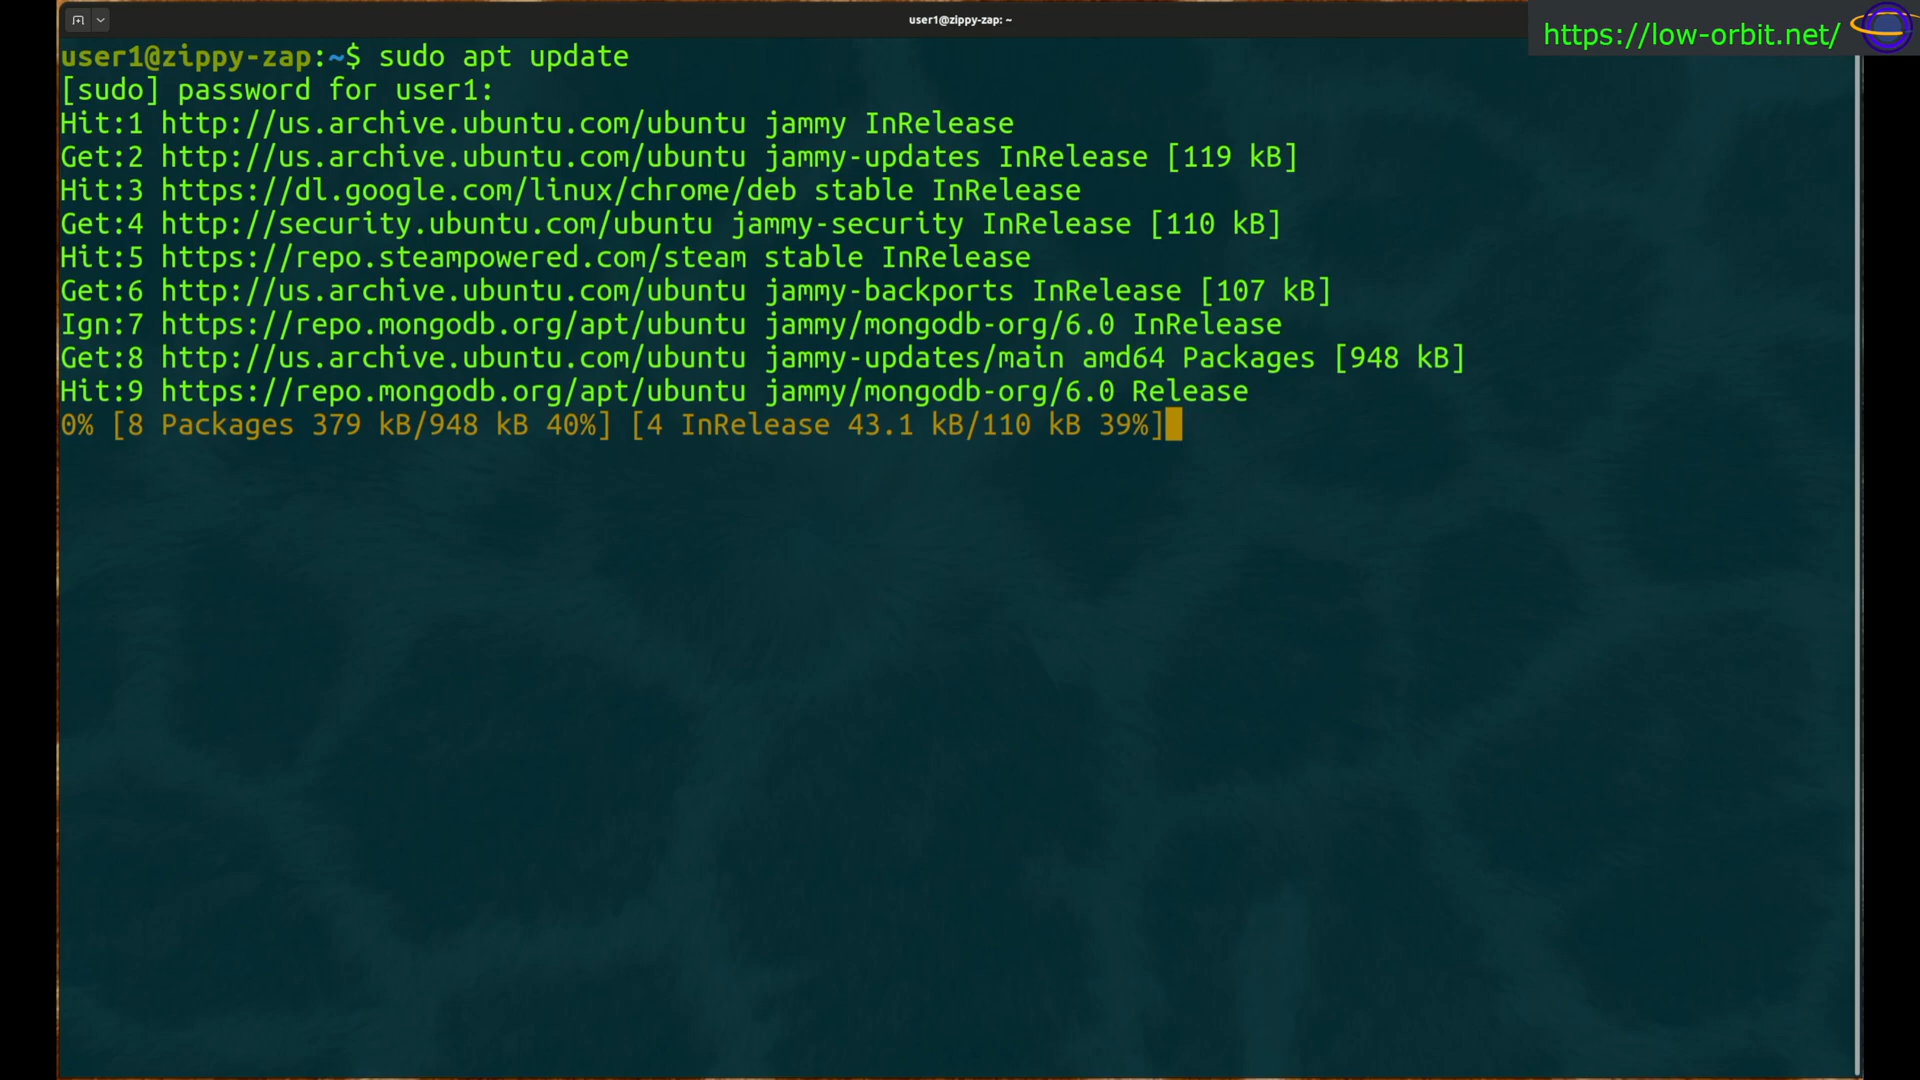 user1@zippy-zap: ~
https://low-orbit.net/
user1@zippy-zap:~$ sudo apt update
[sudo] password for user1:
Hit:1 http://us.archive.ubuntu.com/ubuntu jammy InRelease
Get:2 http://us.archive.ubuntu.com/ubuntu jammy-updates InRelease [119 kB]
Hit:3 https://dl.google.com/linux/chrome/deb stable InRelease
Get:4 http://security.ubuntu.com/ubuntu jammy-security InRelease [110 kB]
Hit:5 https://repo.steampowered.com/steam stable InRelease
Get:6 http://us.archive.ubuntu.com/ubuntu jammy-backports InRelease [107 kB]
Ign:7 https://repo.mongodb.org/apt/ubuntu jammy/mongodb-org/6.0 InRelease
Get:8 http://us.archive.ubuntu.com/ubuntu jammy-updates/main amd64 Packages [948 kB]
Hit:9 https://repo.mongodb.org/apt/ubuntu jammy/mongodb-org/6.0 Release
0% [8 Packages 379 kB/948 kB 40%] [4 InRelease 43.1 kB/110 kB 39%]